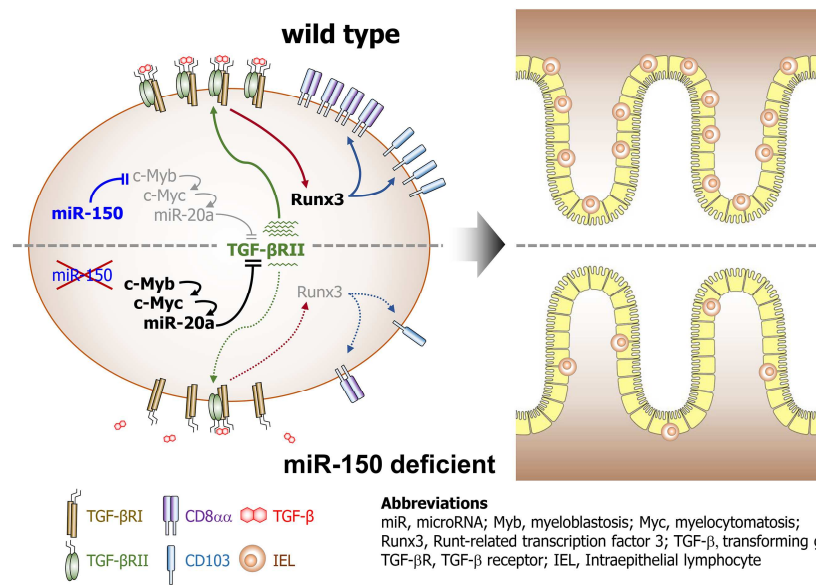 wild type
c-Myb
c-Myc
miR-150
miR-20a
Runx3
TGF-βRII
miR-150
c-Myb
c-Myc
miR-20a
Runx3
miR-150 deficient
TGF-βRI
CD8αα
TGF-β
TGF-βRII
CD103
IEL
Abbreviations
miR, microRNA; Myb, myeloblastosis; Myc, myelocytomatosis;
Runx3, Runt-related transcription factor 3; TGF-β, transforming g
TGF-βR, TGF-β receptor; IEL, Intraepithelial lymphocyte